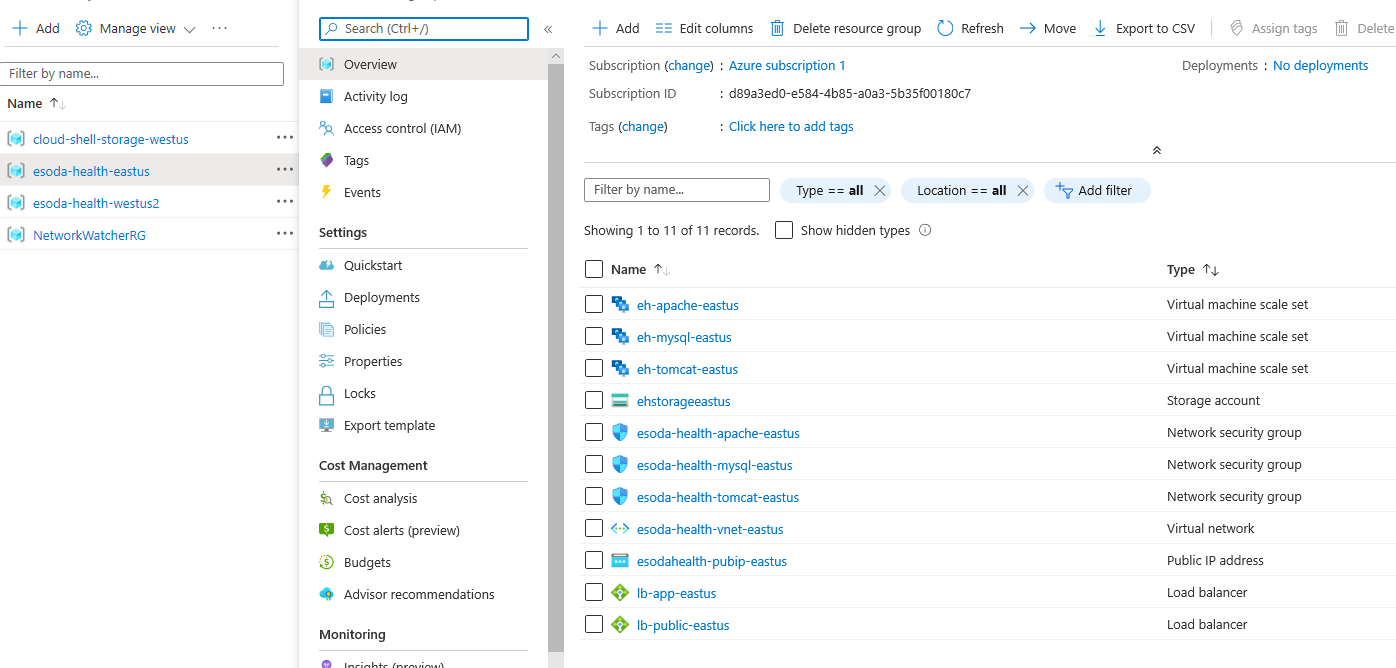 Add
Manage view
Filter by name...
Name
cloud-shell-storage-westus
esoda-health-eastus
esoda-health-westus2
NetworkWatcherRG
Search (Ctrl+/)
Overview
Activity log
Access control (IAM)
Tags
Events
Settings
Quickstart
Deployments
Policies
Properties
Locks
Export template
Cost Management
Cost analysis
Cost alerts (preview)
Budgets
Advisor recommendations
Monitoring
Insights (preview)
Add Edit columns Delete resource group Refresh Move Export to CSV Assign tags Delete
Subscription (change) : Azure subscription 1 Deployments : No deployments
Subscription ID : d89a3ed0-e584-4b85-a0a3-5b35f00180c7
Tags (change) : Click here to add tags
Filter by name... Type == all Location == all Add filter
Showing 1 to 11 of 11 records. Show hidden types
Name Type
eh-apache-eastus Virtual machine scale set
eh-mysql-eastus Virtual machine scale set
eh-tomcat-eastus Virtual machine scale set
ehstorageeastus Storage account
esoda-health-apache-eastus Network security group
esoda-health-mysql-eastus Network security group
esoda-health-tomcat-eastus Network security group
esoda-health-vnet-eastus Virtual network
esodahealth-pubip-eastus Public IP address
lb-app-eastus Load balancer
lb-public-eastus Load balancer